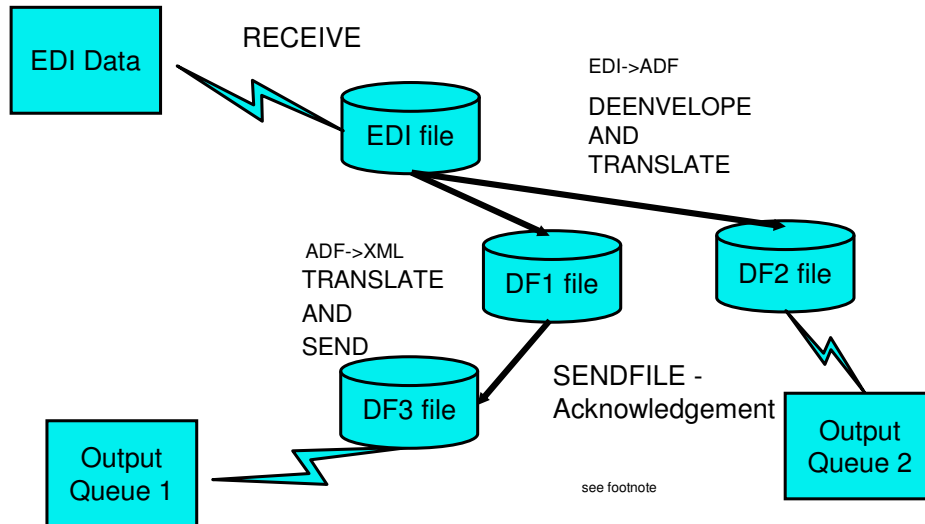 EDI Data
RECEIVE
EDI file
EDI->ADF
DEENVELOPE
AND
TRANSLATE
ADF->XML
TRANSLATE
AND
SEND
DF1 file
DF2 file
DF3 file
SENDFILE -
Acknowledgement
Output
Queue 1
Output
Queue 2
see footnote